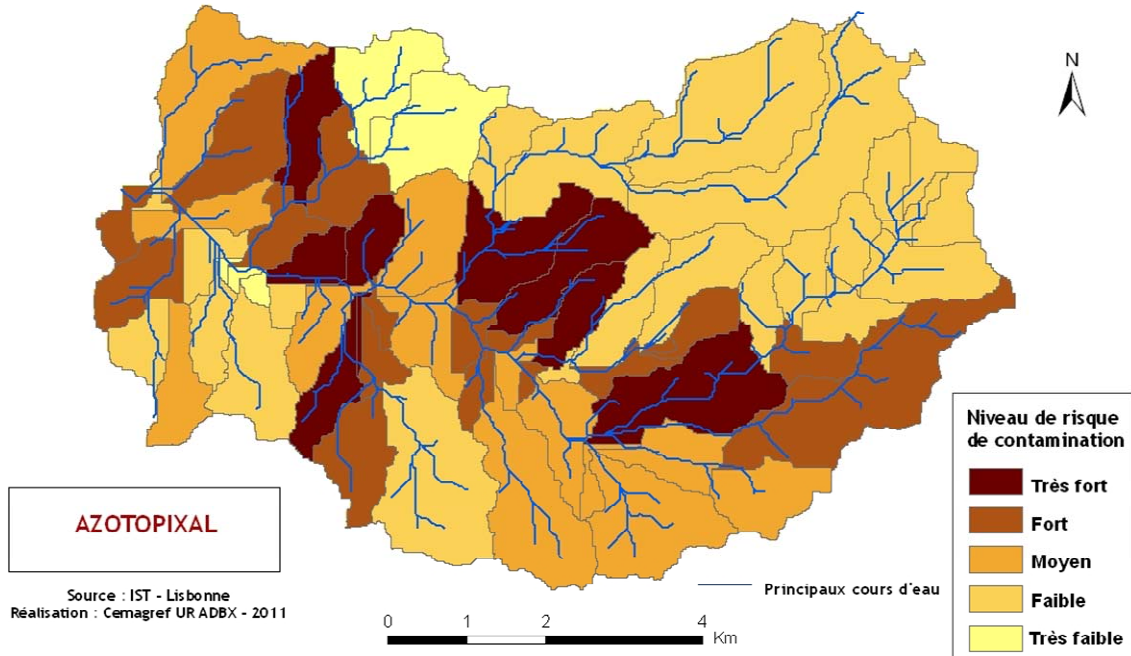 N
AZOTOPIXAL
Source : IST - Lisbonne
Réalisation : Cemagref UR ADBX - 2011
Principaux cours d'eau
0 1 2 4
Km
Niveau de risque
de contamination
Très fort
Fort
Moyen
Faible
Très faible